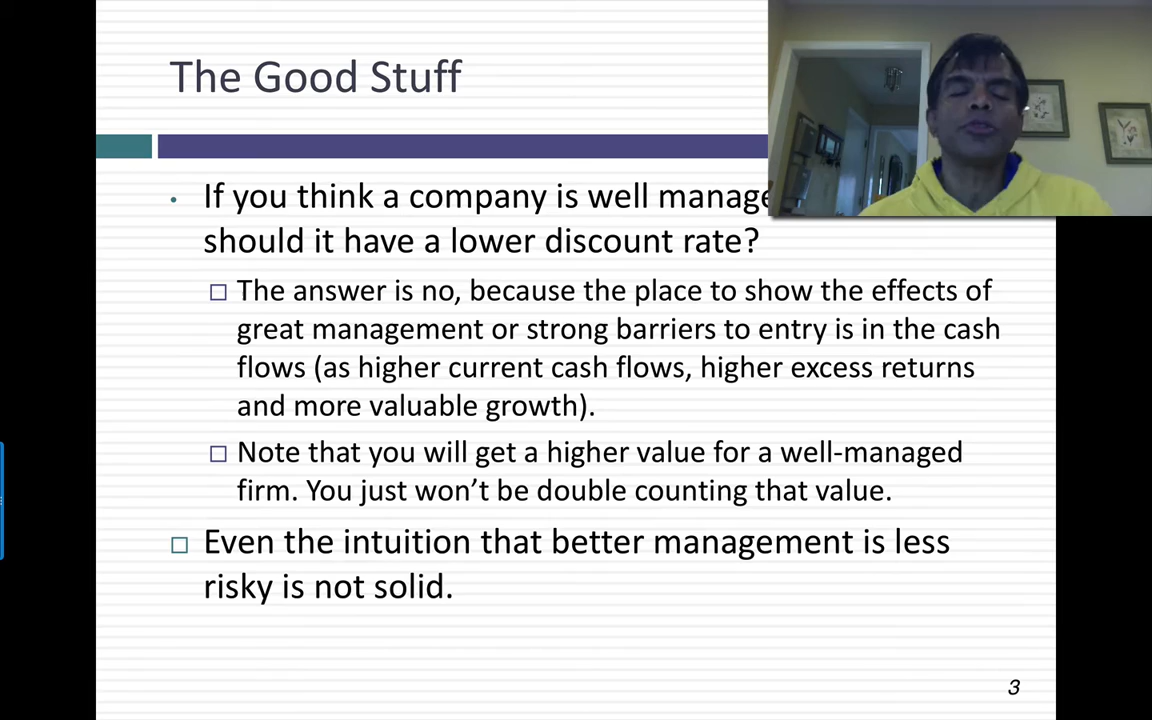 The Good Stuff
• If you think a company is well manage
should it have a lower discount rate?
The answer is no, because the place to show the effects of
great management or strong barriers to entry is in the cash
flows (as higher current cash flows, higher excess returns
and more valuable growth).
Note that you will get a higher value for a well-managed
firm. You just won't be double counting that value.
Even the intuition that better management is less
risky is not solid.
3